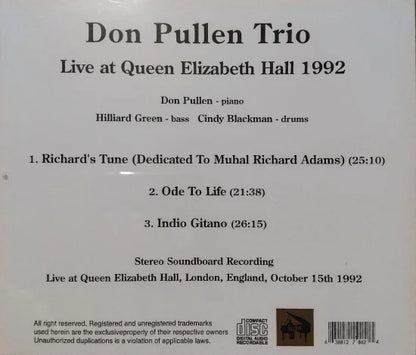 Don Pullen Trio
Live at Queen Elizabeth Hall 1992
Don Pullen - piano
Hilliard Green - bass Cindy Blackman - drums
1. Richard's Tune (Dedicated To Muhal Richard Adams) (25:10)
2. Ode To Life (21:38)
3. Indio Gitano (26:15)
Stereo Soundboard Recording
Live at Queen Elizabeth Hall, London, England, October 15th 1992
All right reserved. Registered and unregistered trademarks
used herein are the exclusiveproperty of their respective owners
Unauthorized duplications is a violation of applicable laws.
COMPACT
disc
DIGITAL AUDIO
RECORDABLE